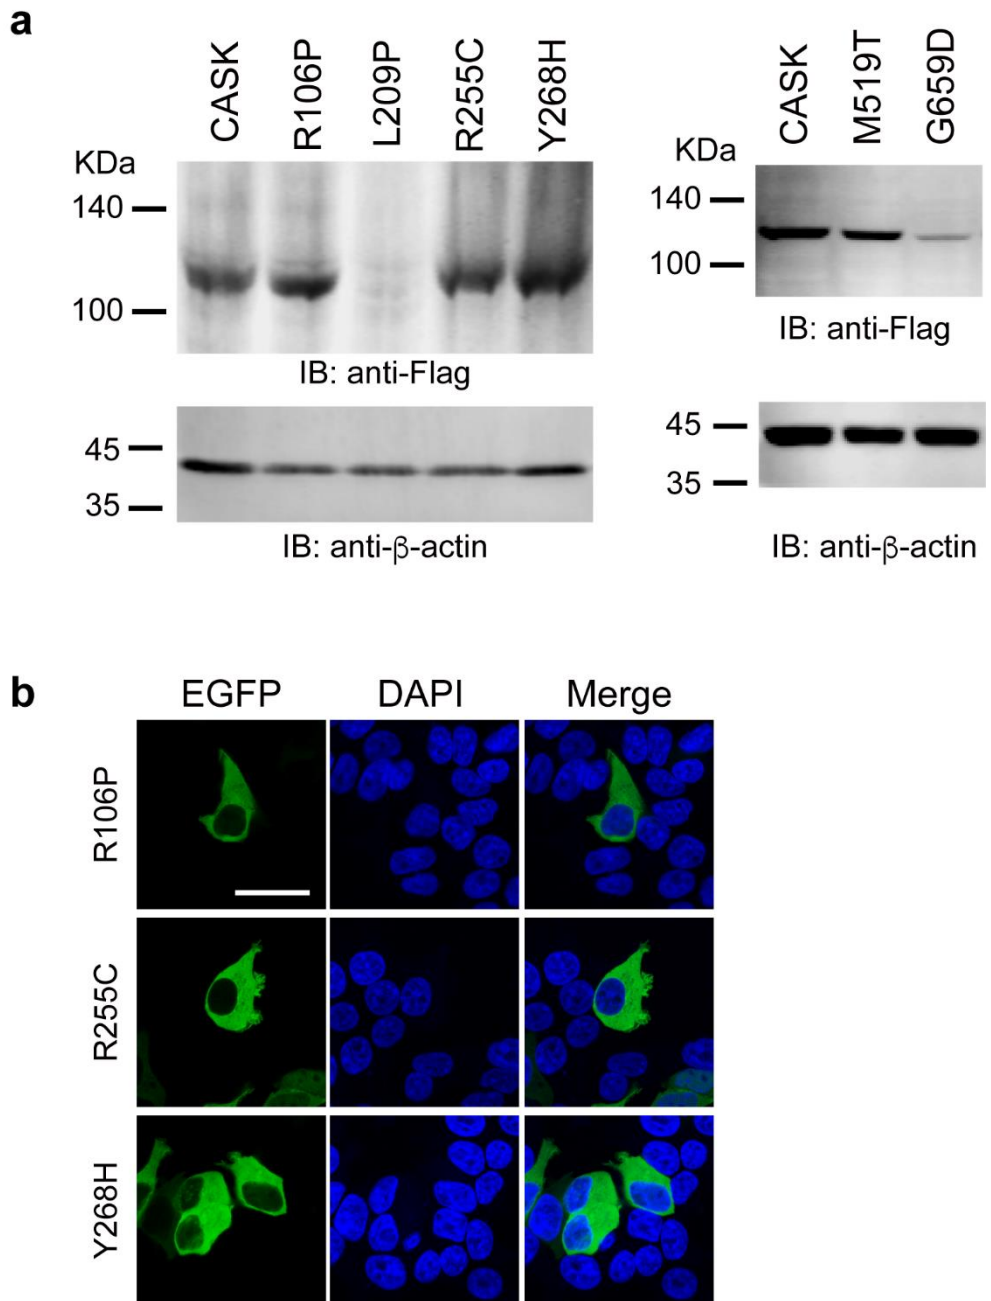 a
CASK
R106P
L209P
R255C
Y268H
KDa
140
100
IB: anti-Flag
45
35
IB: anti-β-actin
CASK
M519T
G659D
KDa
140
100
IB: anti-Flag
45
35
IB: anti-β-actin
b
EGFP DAPI Merge
R106P
R255C
Y268H